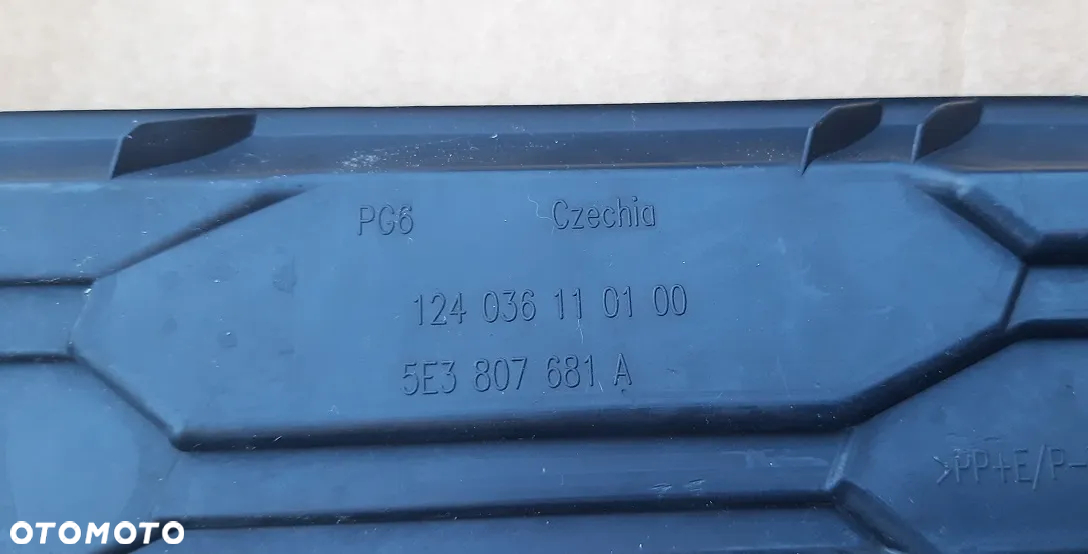 PG6 Czechia
124 036 11 01 00
5E3 807 681 A
>PP+E/P-
OTOMOTO